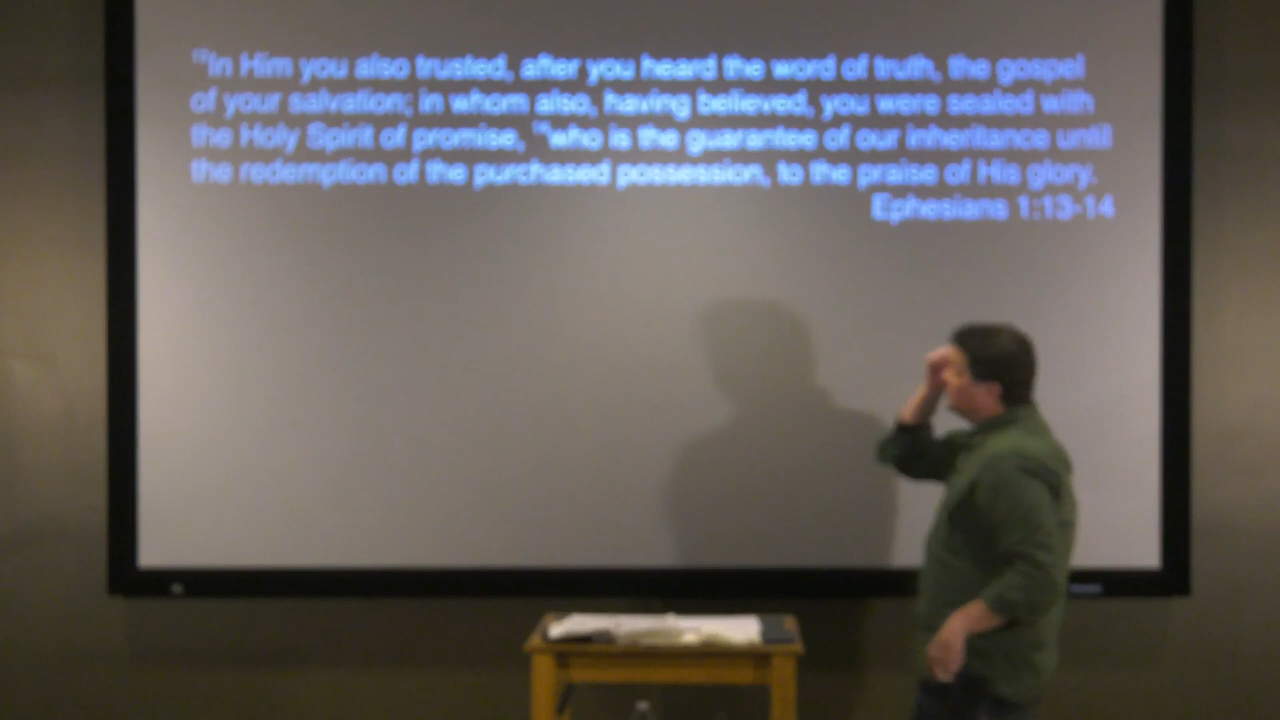 ¹³In Him you also trusted, after you heard the word of truth, the gospel
of your salvation; in whom also, having believed, you were sealed with
the Holy Spirit of promise, ¹⁴who is the guarantee of our inheritance until
the redemption of the purchased possession, to the praise of His glory.
Ephesians 1:13-14